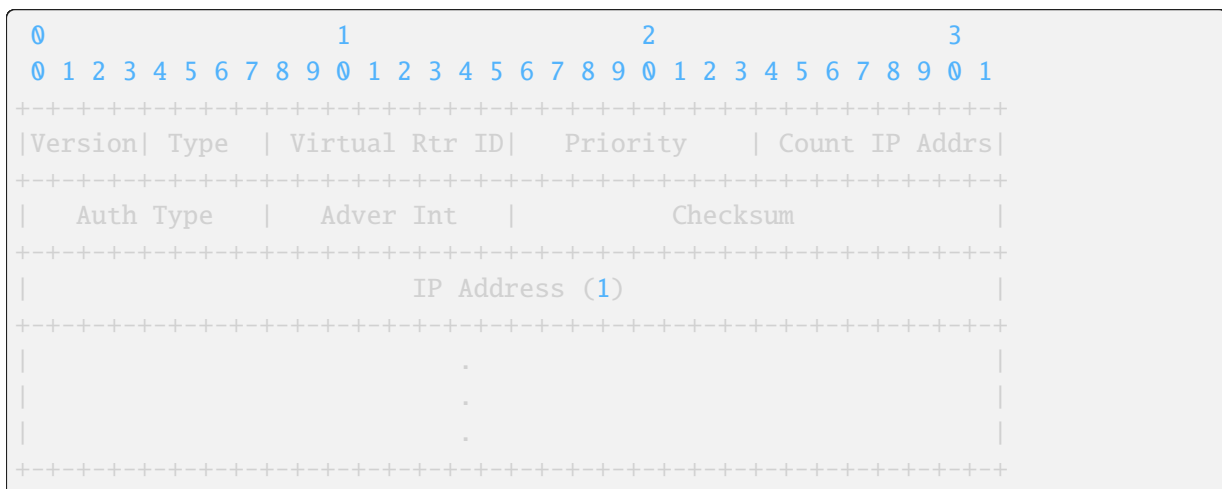 0                   1                   2                   3
 0 1 2 3 4 5 6 7 8 9 0 1 2 3 4 5 6 7 8 9 0 1 2 3 4 5 6 7 8 9 0 1
+-+-+-+-+-+-+-+-+-+-+-+-+-+-+-+-+-+-+-+-+-+-+-+-+-+-+-+-+-+-+-+-+
|Version| Type  | Virtual Rtr ID|   Priority    | Count IP Addrs|
+-+-+-+-+-+-+-+-+-+-+-+-+-+-+-+-+-+-+-+-+-+-+-+-+-+-+-+-+-+-+-+-+
|   Auth Type   |   Adver Int   |          Checksum             |
+-+-+-+-+-+-+-+-+-+-+-+-+-+-+-+-+-+-+-+-+-+-+-+-+-+-+-+-+-+-+-+-+
|                         IP Address (1)                        |
+-+-+-+-+-+-+-+-+-+-+-+-+-+-+-+-+-+-+-+-+-+-+-+-+-+-+-+-+-+-+-+-+
|                            .                                  |
|                            .                                  |
|                            .                                  |
+-+-+-+-+-+-+-+-+-+-+-+-+-+-+-+-+-+-+-+-+-+-+-+-+-+-+-+-+-+-+-+-+